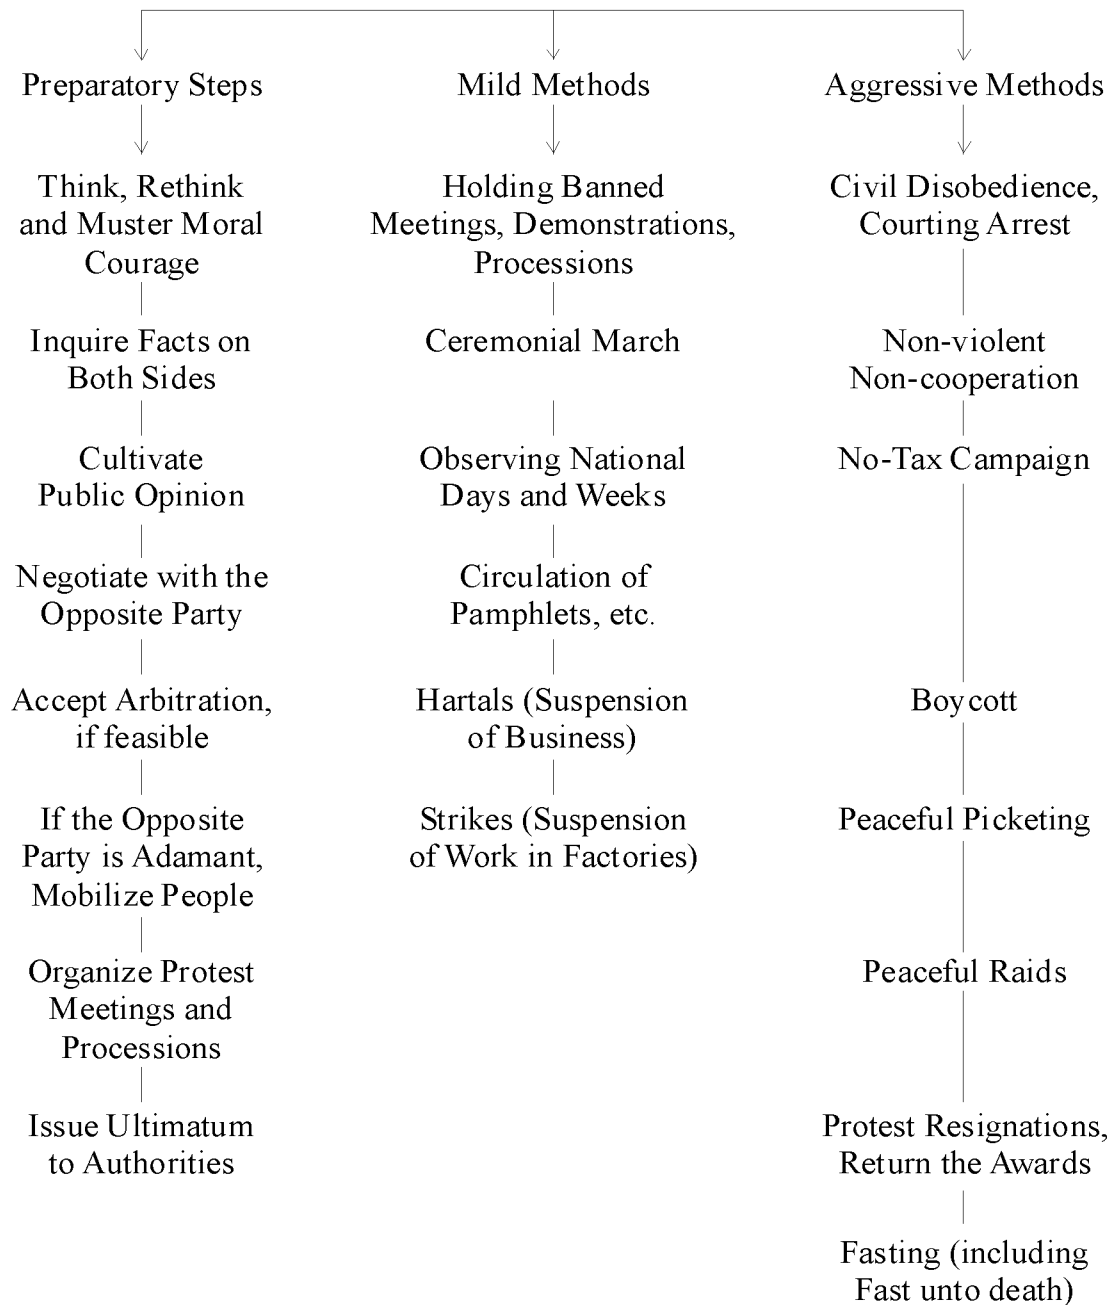 Preparatory Steps
Think, Rethink
and Muster Moral
Courage
Inquire Facts on
Both Sides
Cultivate
Public Opinion
Negotiate with the
Opposite Party
Accept Arbitration,
if feasible
If the Opposite
Party is Adamant,
Mobilize People
Organize Protest
Meetings and
Processions
Issue Ultimatum
to Authorities
Mild Methods
Holding Banned
Meetings, Demonstrations,
Processions
Ceremonial March
Observing National
Days and Weeks
Circulation of
Pamphlets, etc.
Hartals (Suspension
of Business)
Strikes (Suspension
of Work in Factories)
Aggressive Methods
Civil Disobedience,
Courting Arrest
Non-violent
Non-cooperation
No-Tax Campaign
Boycott
Peaceful Picketing
Peaceful Raids
Protest Resignations,
Return the Awards
Fasting (including
Fast unto death)